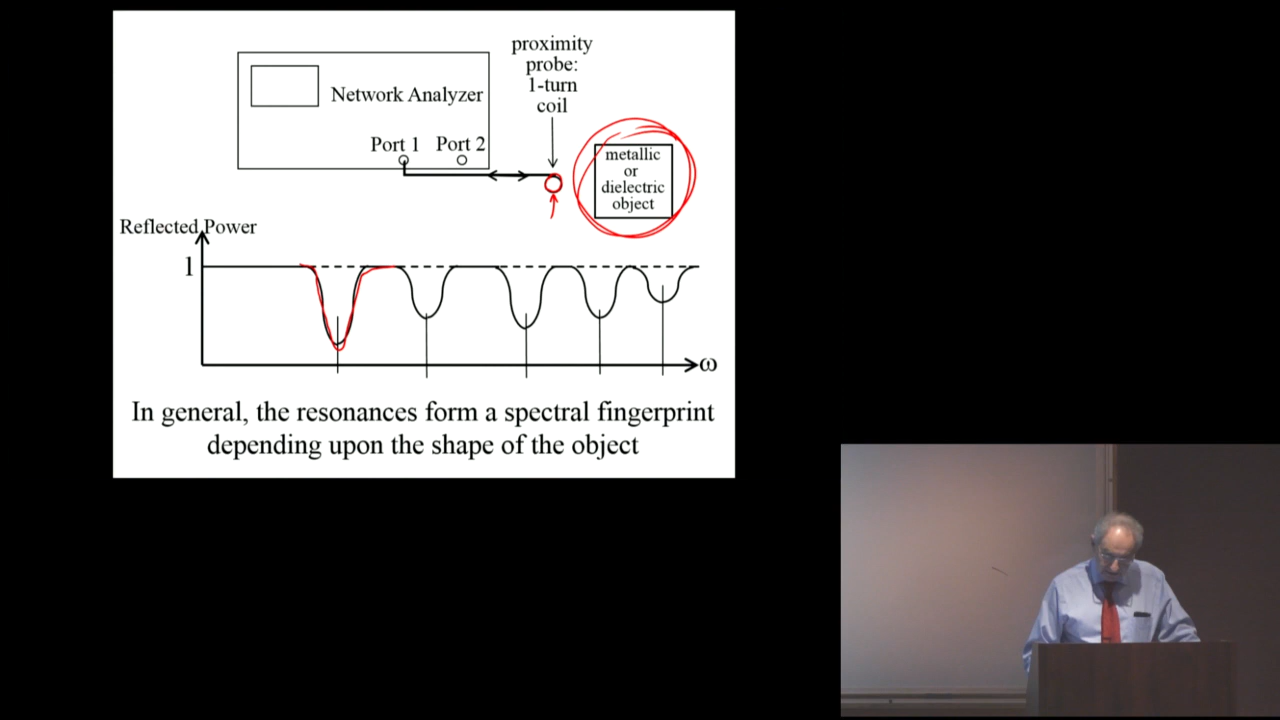 proximity
probe:
1-turn
coil
Network Analyzer
Port 1 Port 2
metallic
or
dielectric
object
Reflected Power
1
ω
In general, the resonances form a spectral fingerprint
depending upon the shape of the object